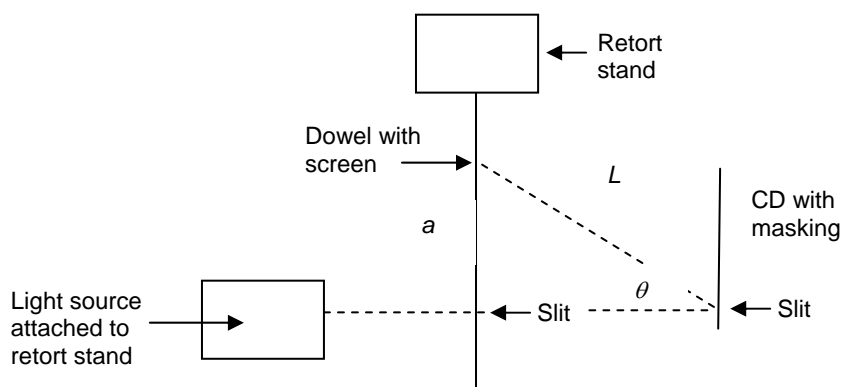 Retort
stand
Dowel with
screen
L
CD with
masking
a
Light source
attached to
retort stand
Slit
θ
Slit